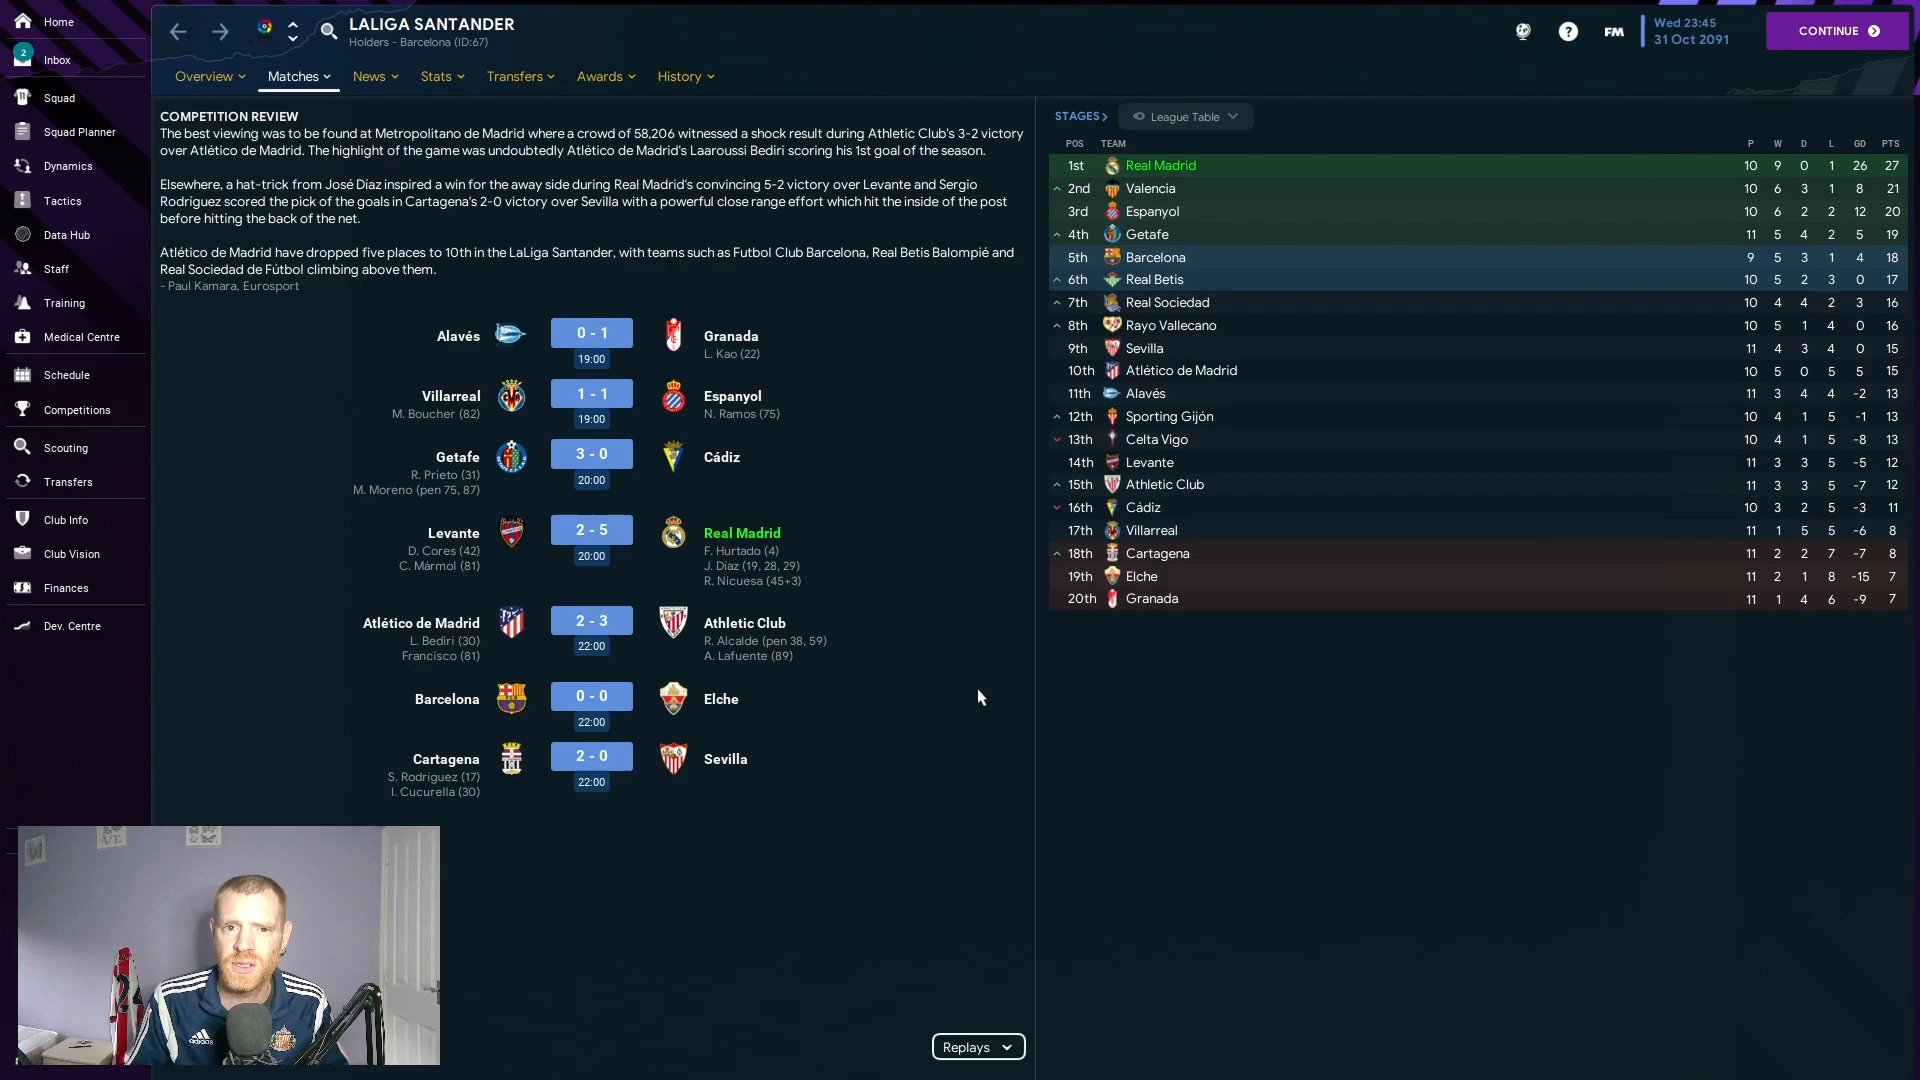 Home
2
Inbox
Squad
Squad Planner
Dynamics
Tactics
Data Hub
Staff
Training
Medical Centre
Schedule
Competitions
Scouting
Transfers
Club Info
Club Vision
Finances
Dev. Centre
LALIGA SANTANDER
Holders - Barcelona (ID:67)
FM
Wed 23:45
31 Oct 2091
CONTINUE
Overview Matches News Stats Transfers Awards History
COMPETITION REVIEW
The best viewing was to be found at Metropolitano de Madrid where a crowd of 58,206 witnessed a shock result during Athletic Club's 3-2 victory
over Atlético de Madrid. The highlight of the game was undoubtedly Atlético de Madrid's Laaroussi Bediri scoring his 1st goal of the season.
Elsewhere, a hat-trick from José Díaz inspired a win for the away side during Real Madrid's convincing 5-2 victory over Levante and Sergio
Rodríguez scored the pick of the goals in Cartagena's 2-0 victory over Sevilla with a powerful close range effort which hit the inside of the post
before hitting the back of the net.
Atlético de Madrid have dropped five places to 10th in the LaLiga Santander, with teams such as Futbol Club Barcelona, Real Betis Balompié and
Real Sociedad de Fútbol climbing above them.
- Paul Kamara, Eurosport
Alavés 0 - 1 Granada
19:00 L. Kao (22)
Villarreal 1 - 1 Espanyol
M. Boucher (82) 19:00 N. Ramos (75)
Getafe 3 - 0 Cádiz
R. Prieto (31) 20:00
M. Moreno (pen 75, 87)
Levante 2 - 5 Real Madrid
D. Cores (42) 20:00 F. Hurtado (4)
C. Mármol (81) J. Díaz (19, 28, 29)
R. Nicuesa (45+3)
Atlético de Madrid 2 - 3 Athletic Club
L. Bediri (30) 22:00 R. Alcalde (pen 38, 59)
Francisco (81) A. Lafuente (89)
Barcelona 0 - 0 Elche
22:00
Cartagena 2 - 0 Sevilla
S. Rodríguez (17) 22:00
I. Cucurella (30)
Replays
STAGES League Table
POS TEAM P W D L GD PTS
1st Real Madrid 10 9 0 1 26 27
2nd Valencia 10 6 3 1 8 21
3rd Espanyol 10 6 2 2 12 20
4th Getafe 11 5 4 2 5 19
5th Barcelona 9 5 3 1 4 18
6th Real Betis 10 5 2 3 0 17
7th Real Sociedad 10 4 4 2 3 16
8th Rayo Vallecano 10 5 1 4 0 16
9th Sevilla 11 4 3 4 0 15
10th Atlético de Madrid 10 5 0 5 5 15
11th Alavés 11 3 4 4 -2 13
12th Sporting Gijón 10 4 1 5 -1 13
13th Celta Vigo 10 4 1 5 -8 13
14th Levante 11 3 3 5 -5 12
15th Athletic Club 11 3 3 5 -7 12
16th Cádiz 10 3 2 5 -3 11
17th Villarreal 11 1 5 5 -6 8
18th Cartagena 11 2 2 7 -7 8
19th Elche 11 2 1 8 -15 7
20th Granada 11 1 4 6 -9 7
adidas